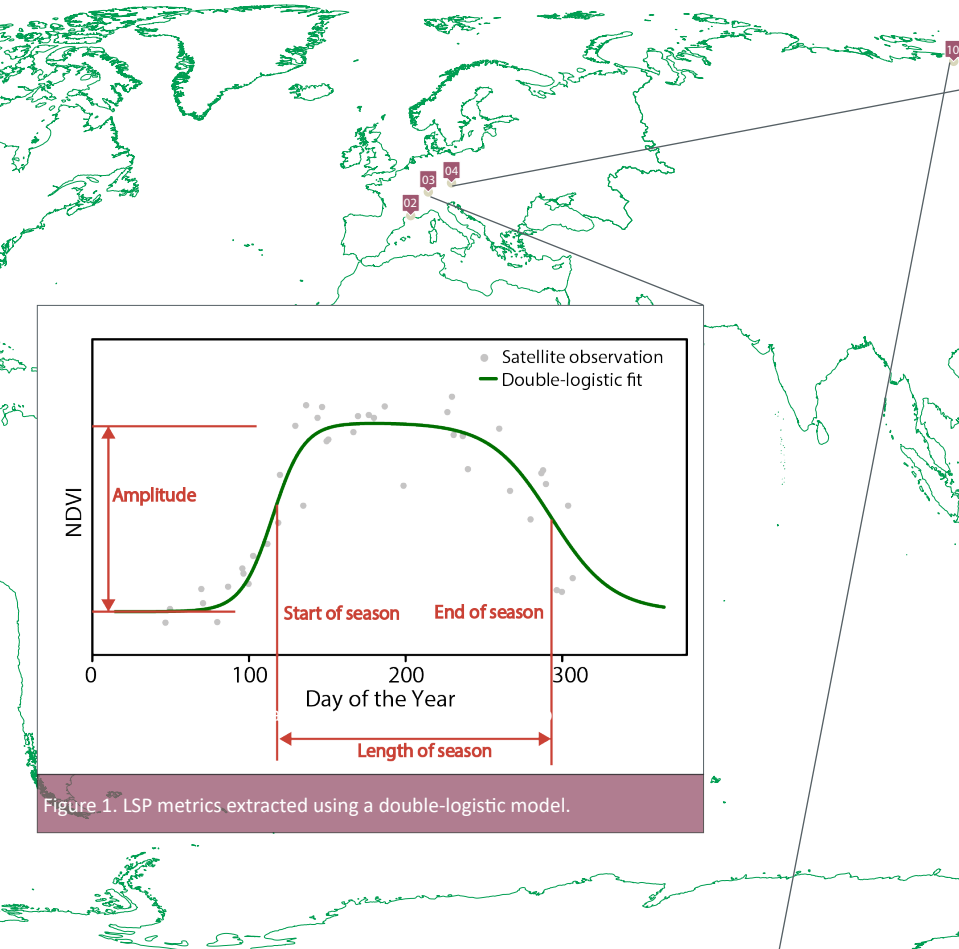 10
04
03
02
Satellite observation
Double-logistic fit
Amplitude
NDVI
Start of season
End of season
0
100
200
300
Day of the Year
Length of season
Figure 1. LSP metrics extracted using a double-logistic model.